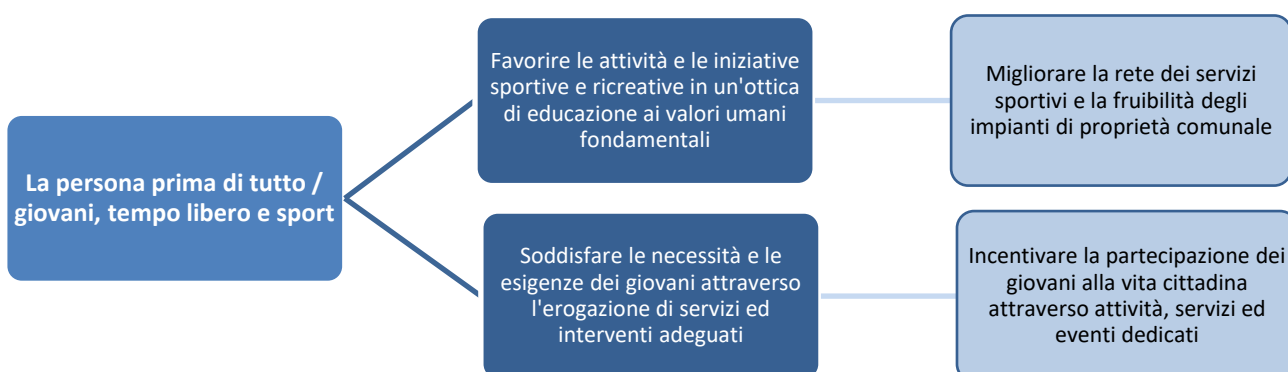 La persona prima di tutto /
giovani, tempo libero e sport
Favorire le attività e le iniziative
sportive e ricreative in un'ottica
di educazione ai valori umani
fondamentali
Migliorare la rete dei servizi
sportivi e la fruibilità degli
impianti di proprietà comunale
Soddisfare le necessità e le
esigenze dei giovani attraverso
l'erogazione di servizi ed
interventi adeguati
Incentivare la partecipazione dei
giovani alla vita cittadina
attraverso attività, servizi ed
eventi dedicati